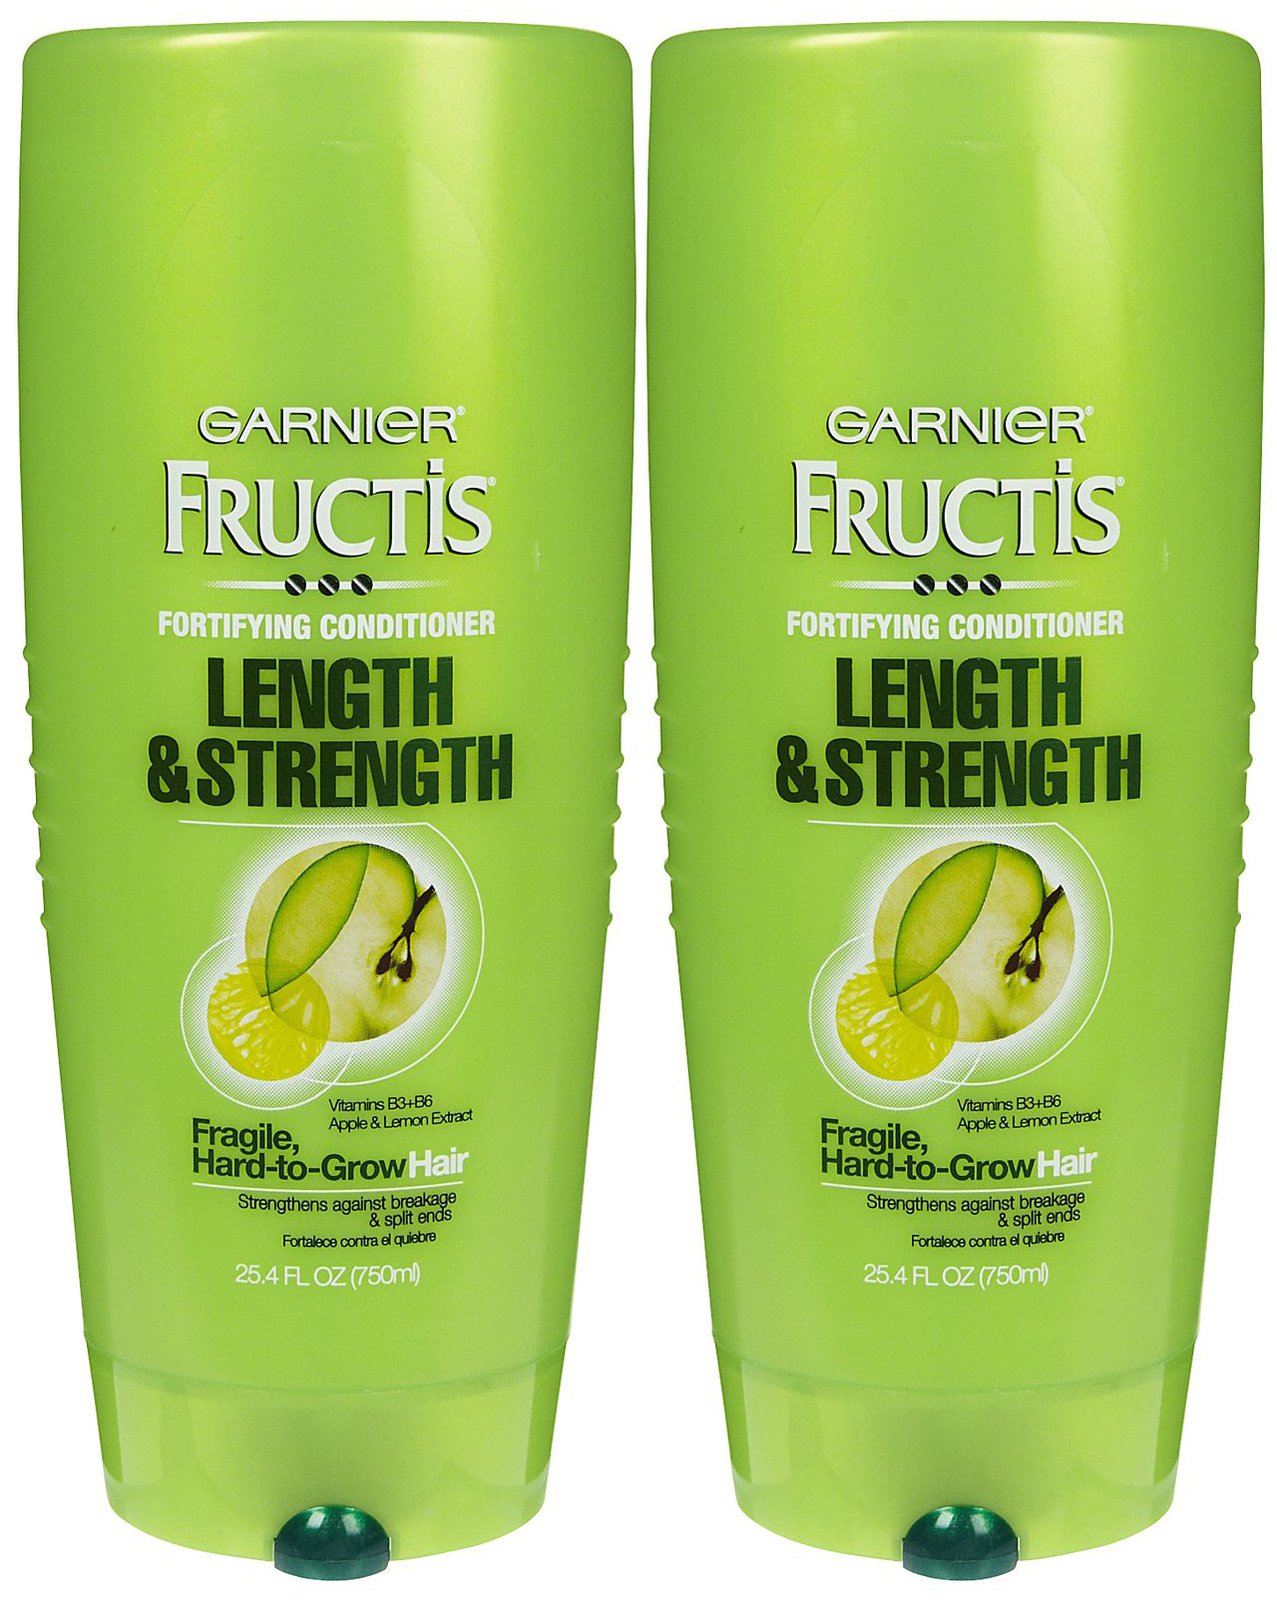 GARNIER®
FRUCTIS®
FORTIFYING CONDITIONER
LENGTH
&STRENGTH
Vitamins B3+B6
Apple & Lemon Extract
Fragile,
Hard-to-GrowHair
Strengthens against breakage
& split ends
Fortalece contra el quiebre
25.4 FL OZ (750ml)
GARNIER®
FRUCTIS®
FORTIFYING CONDITIONER
LENGTH
&STRENGTH
Vitamins B3+B6
Apple & Lemon Extract
Fragile,
Hard-to-GrowHair
Strengthens against breakage
& split ends
Fortalece contra el quiebre
25.4 FL OZ (750ml)